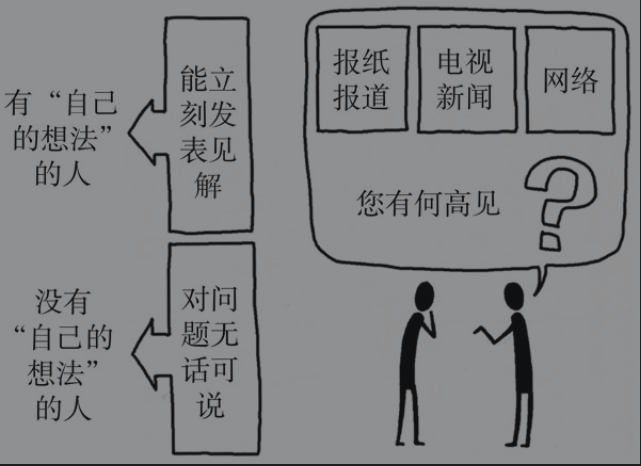 有“自己
的想法”
的人
能立
刻发
表见
解
报纸
报道
电视
新闻
网络
您有何高见
?
没有
“自己的
想法”
的人
对问
题无
话可
说